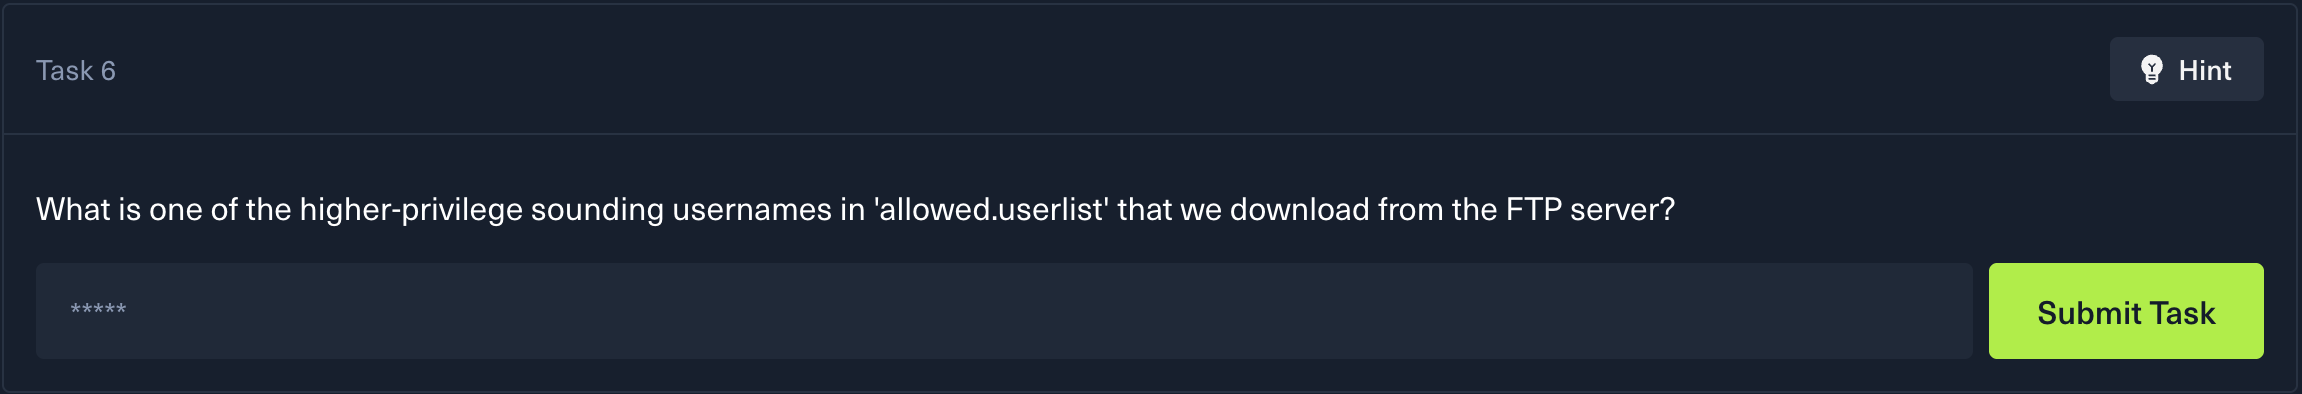 Task 6
Hint
What is one of the higher-privilege sounding usernames in 'allowed.userlist' that we download from the FTP server?
*****
Submit Task